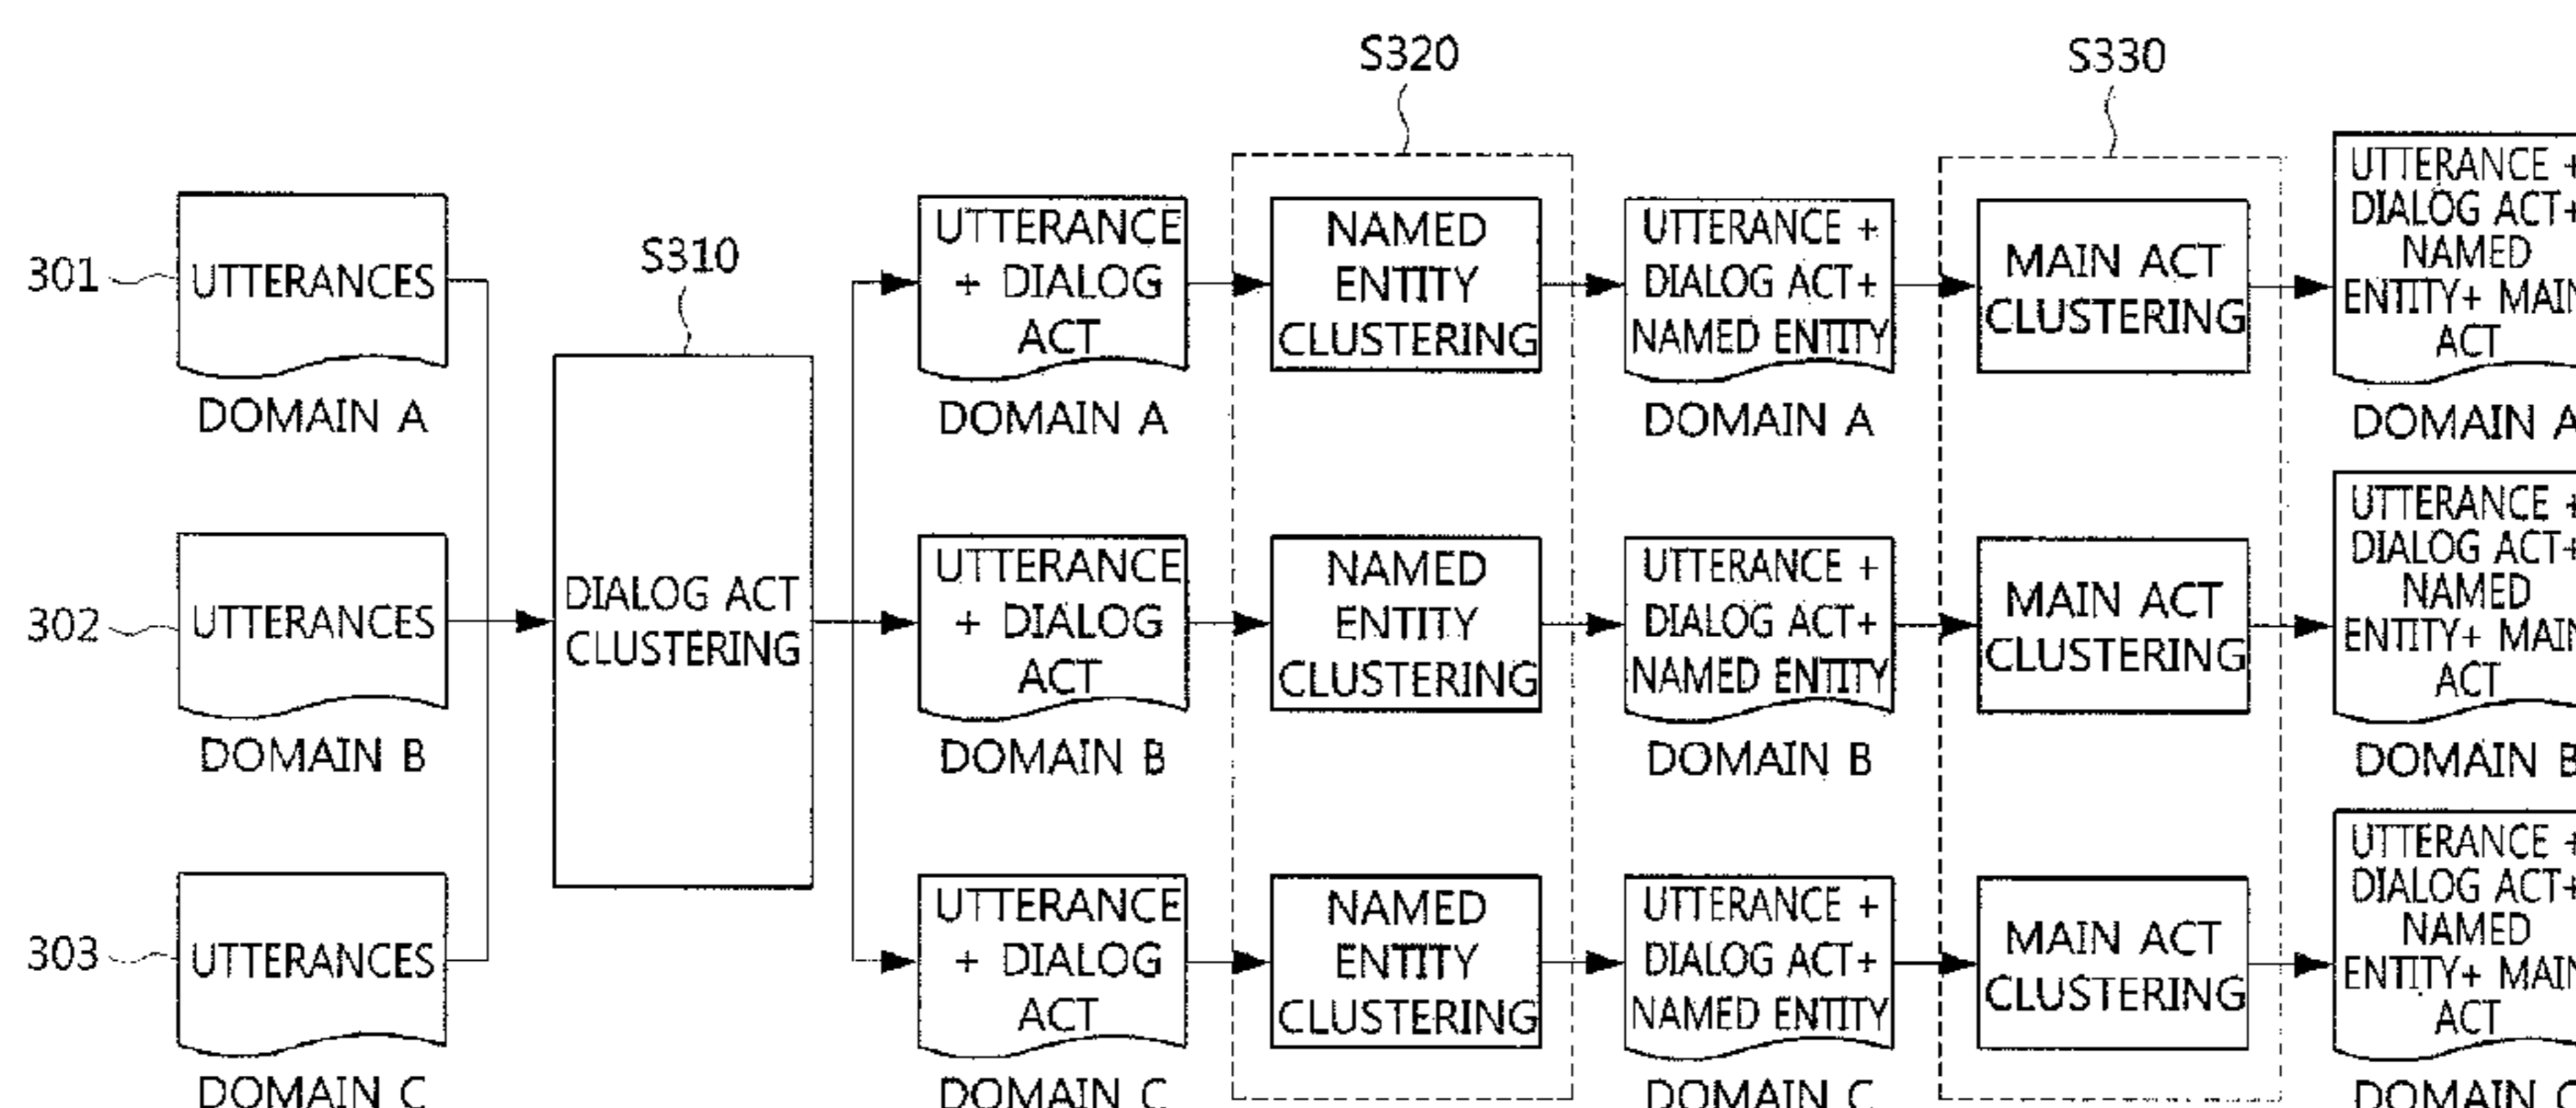 S320
S330
S310
301
UTTERANCES
DOMAIN A
302
UTTERANCES
DOMAIN B
303
UTTERANCES
DOMAIN C
DIALOG ACT
CLUSTERING
UTTERANCE
+ DIALOG
ACT
DOMAIN A
UTTERANCE
+ DIALOG
ACT
DOMAIN B
UTTERANCE
+ DIALOG
ACT
DOMAIN C
NAMED
ENTITY
CLUSTERING
NAMED
ENTITY
CLUSTERING
NAMED
ENTITY
CLUSTERING
UTTERANCE +
DIALOG ACT+
NAMED ENTITY
DOMAIN A
UTTERANCE +
DIALOG ACT+
NAMED ENTITY
DOMAIN B
UTTERANCE +
DIALOG ACT+
NAMED ENTITY
DOMAIN C
MAIN ACT
CLUSTERING
MAIN ACT
CLUSTERING
MAIN ACT
CLUSTERING
UTTERANCE +
DIALOG ACT+
NAMED
ENTITY+ MAIN
ACT
DOMAIN A
UTTERANCE +
DIALOG ACT+
NAMED
ENTITY+ MAIN
ACT
DOMAIN B
UTTERANCE +
DIALOG ACT+
NAMED
ENTITY+ MAIN
ACT
DOMAIN C